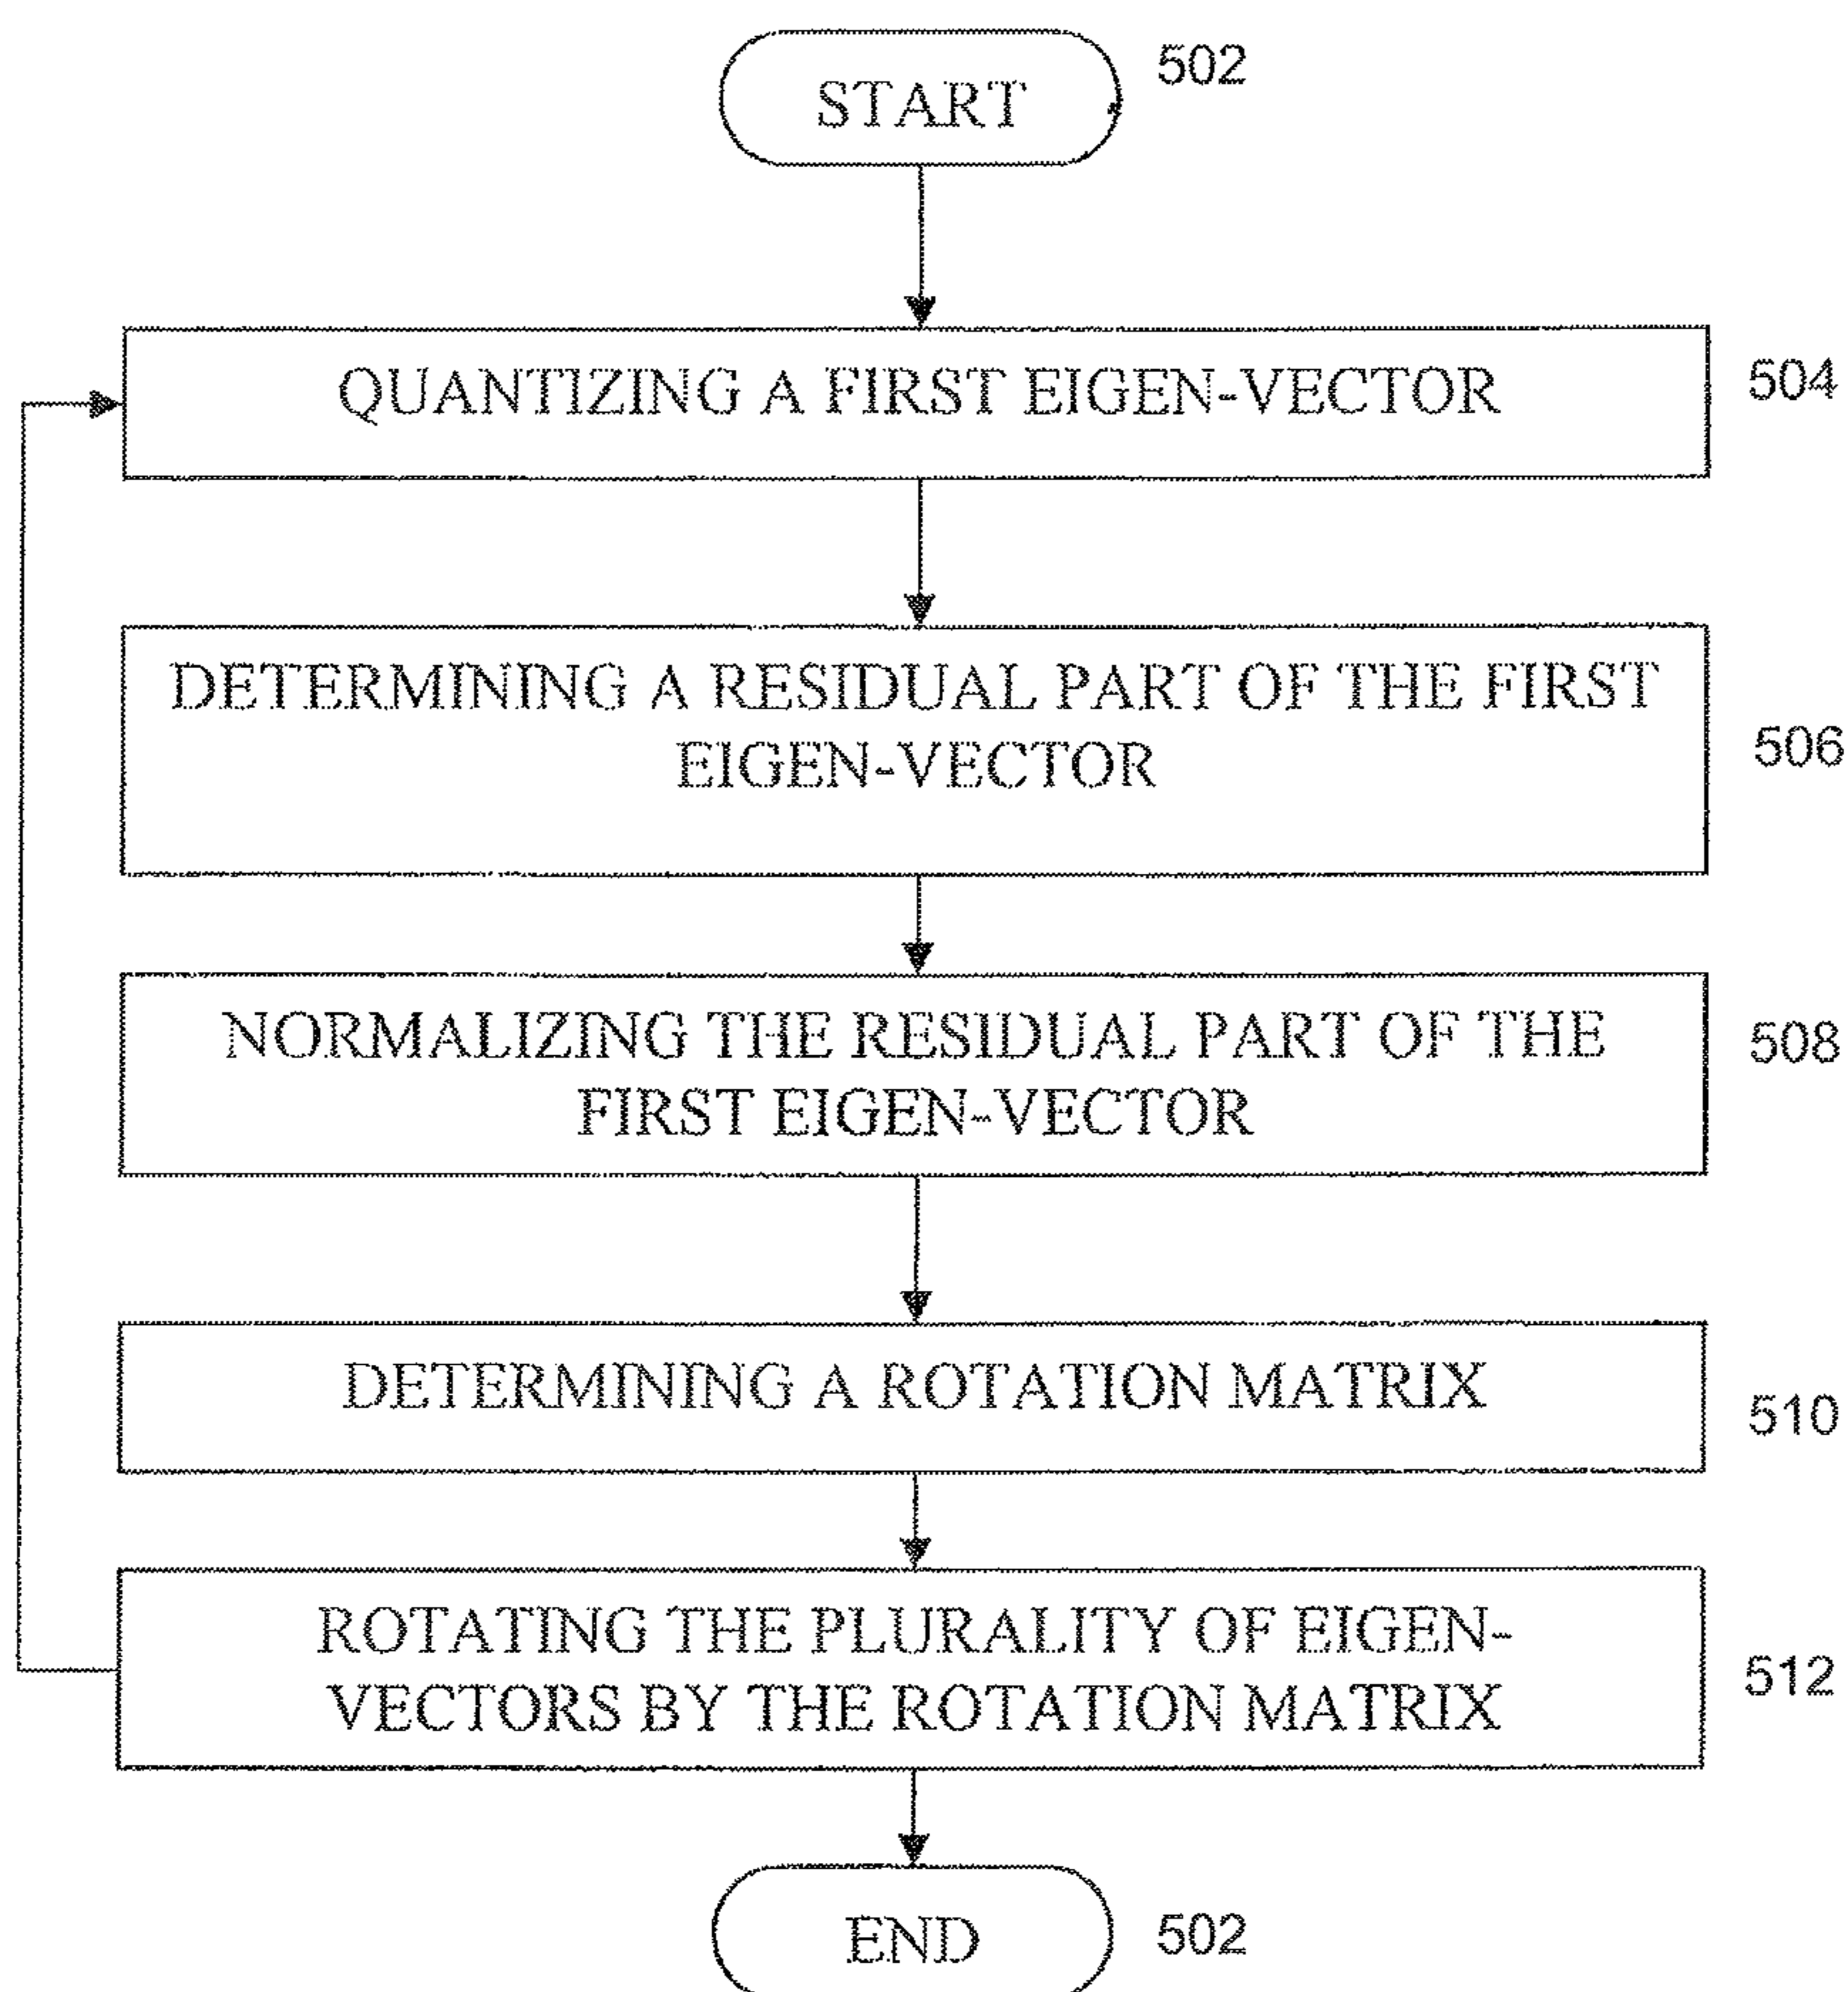 START
502
QUANTIZING A FIRST EIGEN-VECTOR
504
DETERMINING A RESIDUAL PART OF THE FIRST
EIGEN-VECTOR
506
NORMALIZING THE RESIDUAL PART OF THE
FIRST EIGEN-VECTOR
508
DETERMINING A ROTATION MATRIX
510
ROTATING THE PLURALITY OF EIGEN-
VECTORS BY THE ROTATION MATRIX
512
END
502